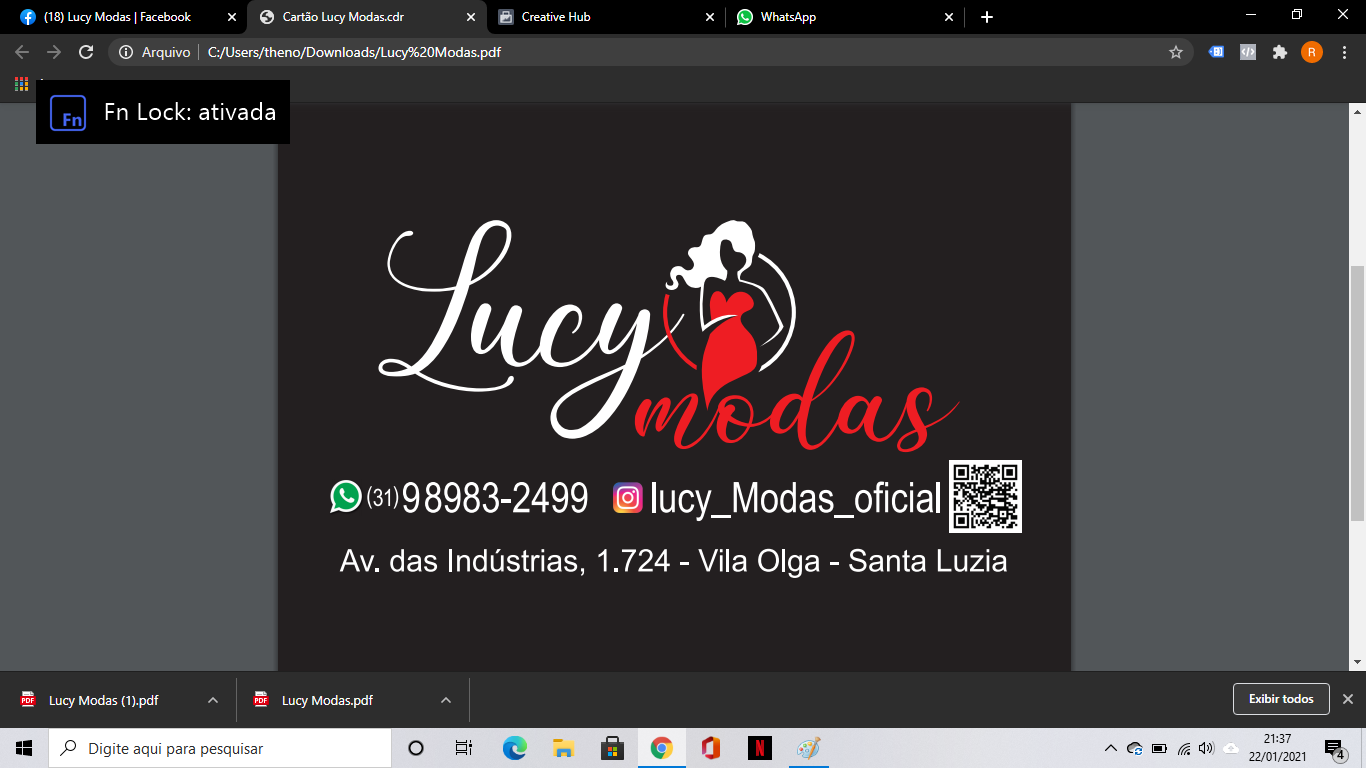 (18) Lucy Modas | Facebook
Cartão Lucy Modas.cdr
Creative Hub
WhatsApp
Arquivo
C:/Users/theno/Downloads/Lucy%20Modas.pdf
R
Fn
Fn Lock: ativada
Lucy
modas
(31)98983-2499
lucy_Modas_oficial
Av. das Indústrias, 1.724 - Vila Olga - Santa Luzia
PDF
Lucy Modas (1).pdf
PDF
Lucy Modas.pdf
Exibir todos
Digite aqui para pesquisar
21:37
22/01/2021
4